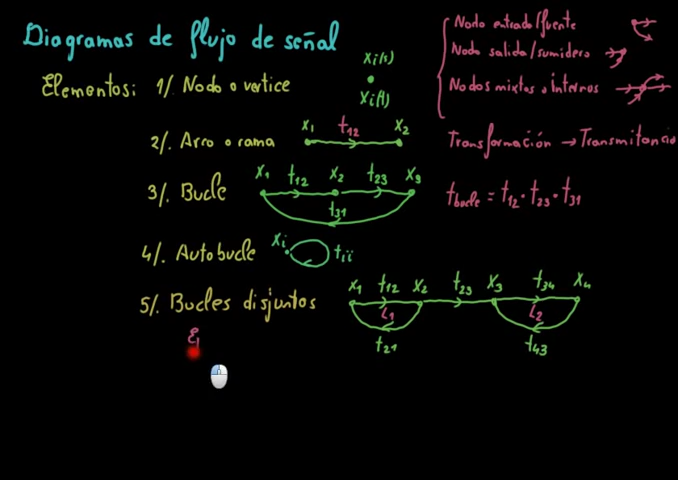 Diagramas de flujo de señal
Nodo entrada/fuente
Nodo salida/sumidero
Nodos mixtos o internos
Elementos: 1/. Nodo o vertice
xi(s)
xi(t)
2/. Arco o rama
x1 t12 x2
Transformación → Transmitancia
3/. Bucle
x1 t12 x2 t23 x3
t31
tbucle = t12 · t23 · t31
4/. Autobucle
xi tii
5/. Bucles disjuntos
x1 t12 x2 t23 x3 t34 x4
L1 L2
t21 t43